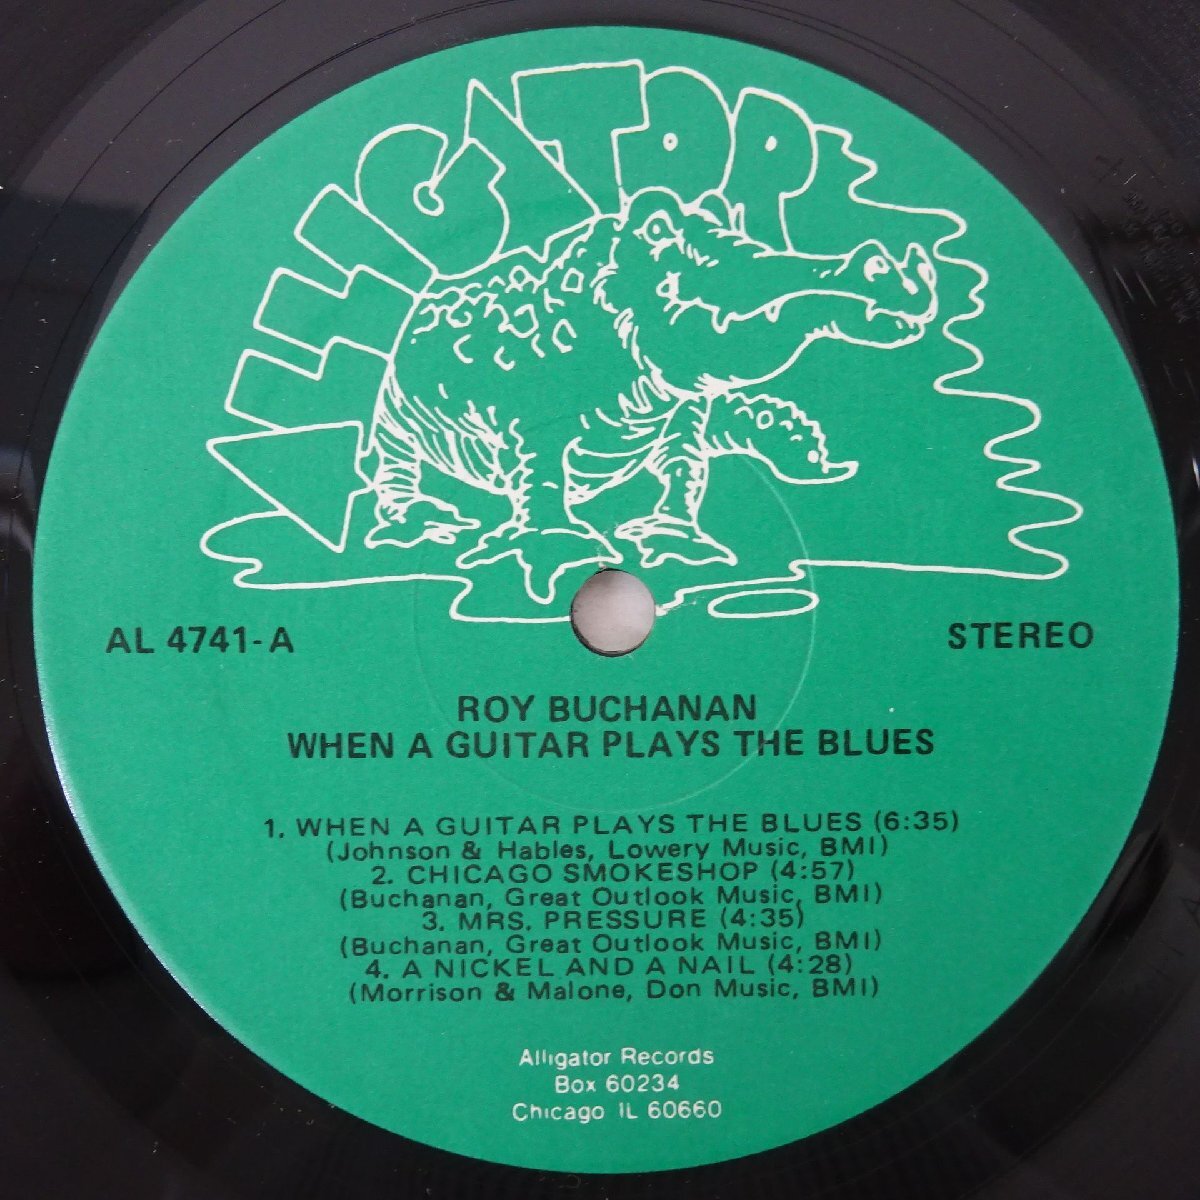 ALLIGATOR
AL 4741-A
STEREO
ROY BUCHANAN
WHEN A GUITAR PLAYS THE BLUES
1. WHEN A GUITAR PLAYS THE BLUES (6:35)
(Johnson & Hables, Lowery Music, BMI)
2. CHICAGO SMOKESHOP (4:57)
(Buchanan, Great Outlook Music, BMI)
3. MRS. PRESSURE (4:35)
(Buchanan, Great Outlook Music, BMI)
4. A NICKEL AND A NAIL (4:28)
(Morrison & Malone, Don Music, BMI)
Alligator Records
Box 60234
Chicago IL 60660